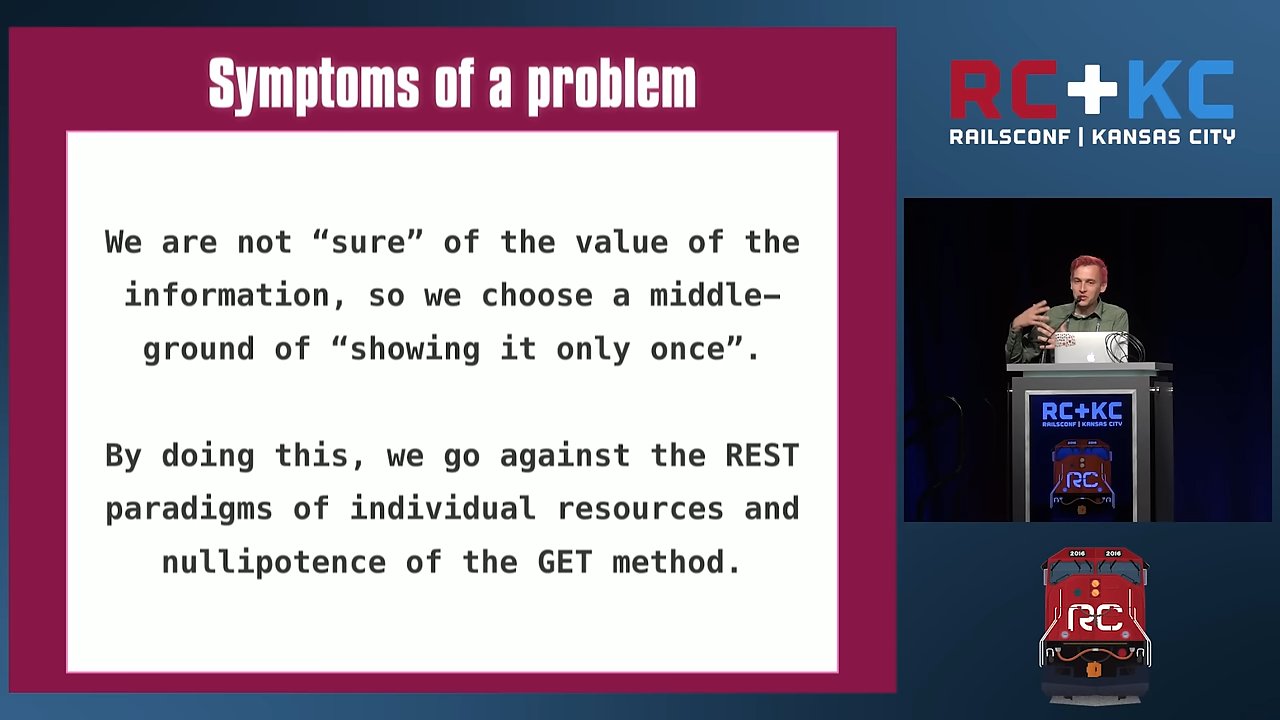 Symptoms of a problem
We are not “sure” of the value of the
information, so we choose a middle–
ground of “showing it only once”.
By doing this, we go against the REST
paradigms of individual resources and
nullipotence of the GET method.
RC+KC
RAILSCONF | KANSAS CITY
RC+KC
RAILSCONF | KANSAS CITY
RC
2016 2016
RC